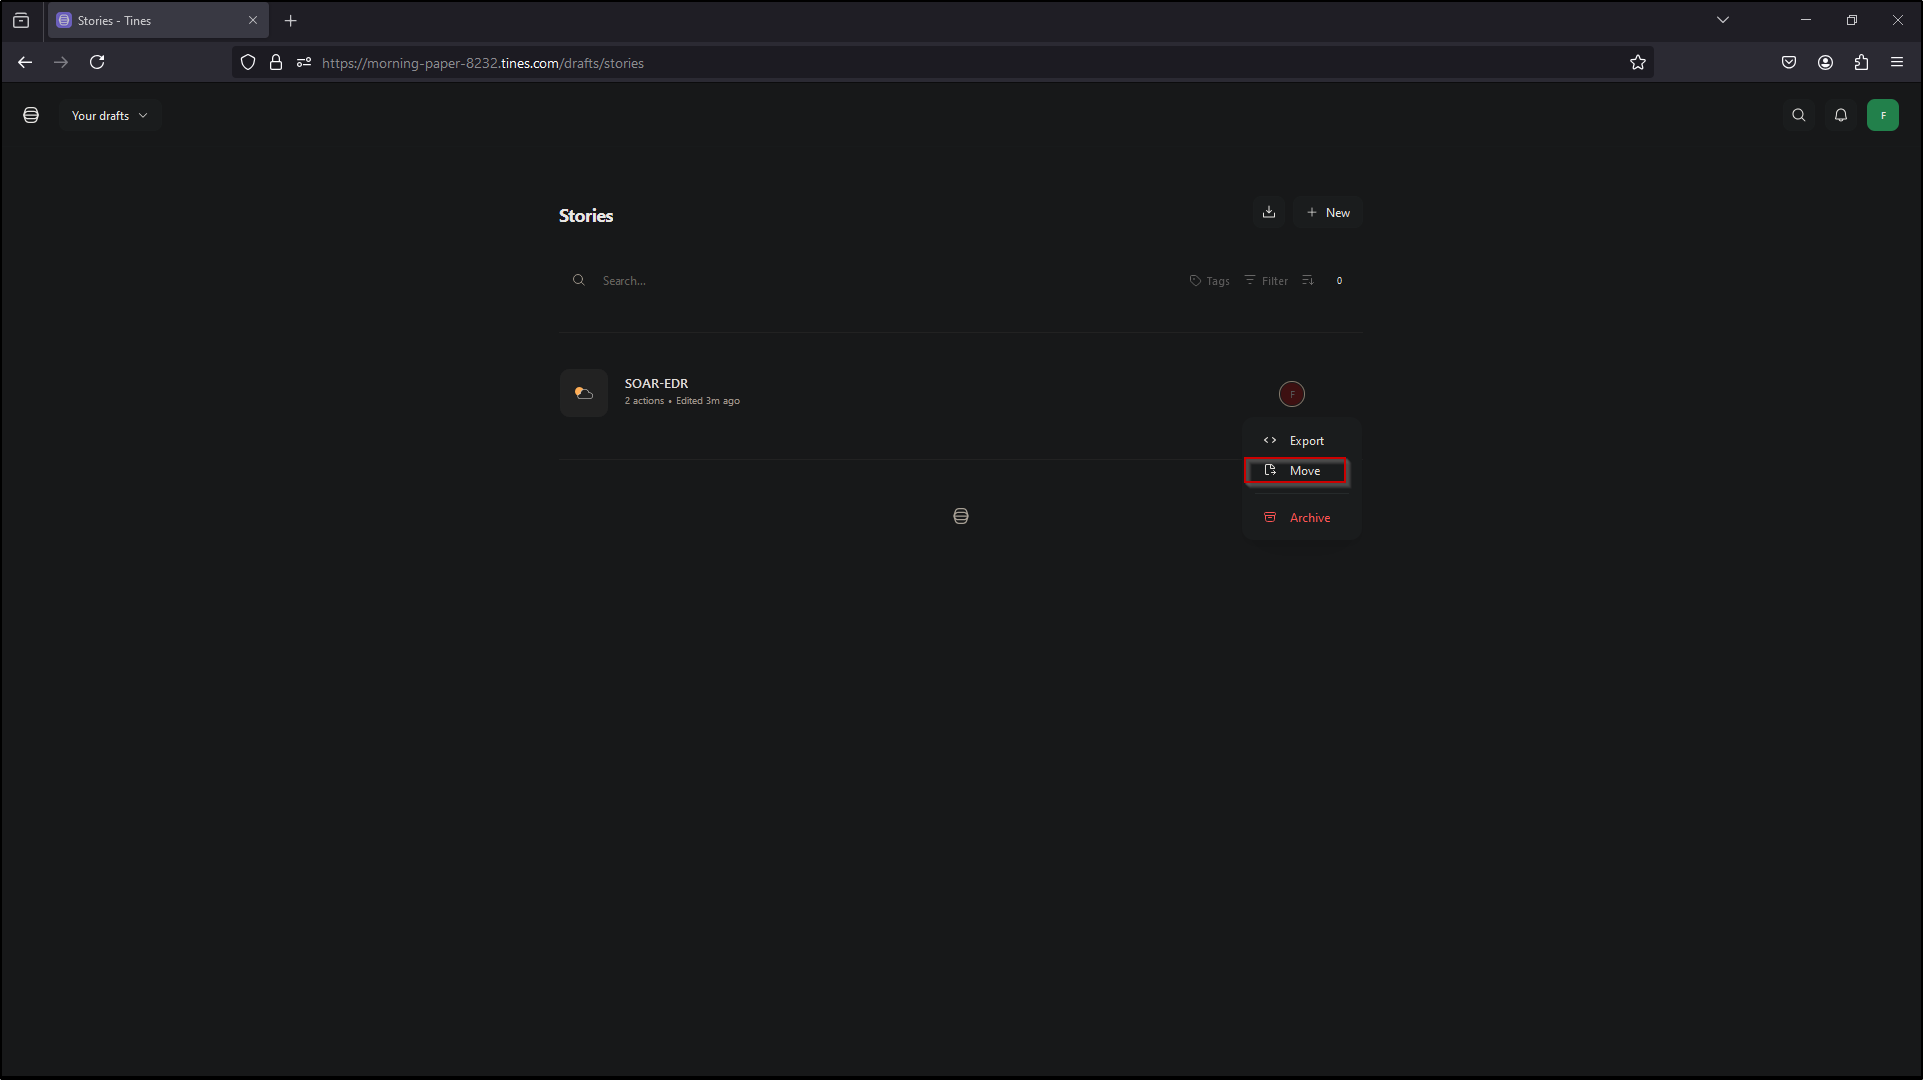 Stories - Tines
https://morning-paper-8232.tines.com/drafts/stories
Your drafts
F
Stories
New
Search...
Tags
Filter
0
SOAR-EDR
2 actions • Edited 3m ago
F
Export
Move
Archive